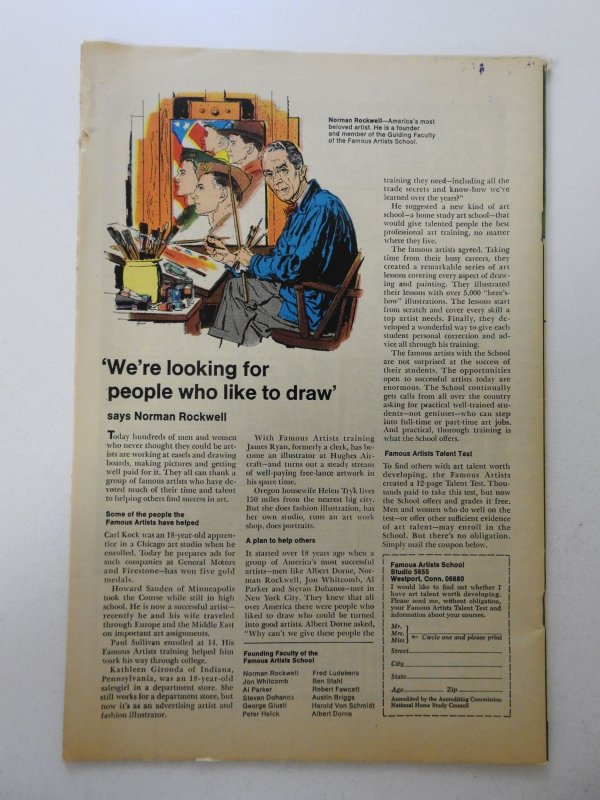 Norman Rockwell—America's most
beloved artist. He is a founder
and member of the Guiding Faculty
of the Famous Artists School.
'We're looking for
people who like to draw'
says Norman Rockwell
Today hundreds of men and women
who never thought they could be art-
ists are working at easels and drawing
boards, making pictures and getting
well paid for it. They all can thank a
group of famous artists who have de-
voted much of their time and talent
to helping others find success in art.
Some of the people the
Famous Artists have helped
Carl Kock was an 18-year-old appren-
tice in a Chicago art studio when he
enrolled. Today he prepares ads for
such companies as General Motors
and Firestone—has won five gold
medals.
Howard Sanden of Minneapolis
took the Course while still in high
school. He is now a successful artist—
recently he and his wife traveled
through Europe and the Middle East
on important art assignments.
Paul Sullivan enrolled at 14. His
Famous Artists training helped him
work his way through college.
Kathleen Gironda of Indiana,
Pennsylvania, was an 18-year-old
salesgirl in a department store. She
still works for a department store, but
now it's as an advertising artist and
fashion illustrator.
With Famous Artists training
James Ryan, formerly a clerk, has be-
come an illustrator at Hughes Air-
craft—and turns out a steady stream
of well-paying free-lance artwork in
his spare time.
Oregon housewife Helen Tryk lives
150 miles from the nearest big city.
But she does fashion illustration, has
her own studio, runs an art work
shop, does portraits.
A plan to help others
It started over 18 years ago when a
group of America's most successful
artists—men like Albert Dorne, Nor-
man Rockwell, Jon Whitcomb, Al
Parker and Stevan Dohanos—met in
New York City. They knew that all
over America there were people who
liked to draw who could be turned
into good artists. Albert Dorne asked,
"Why can't we give these people the
Founding Faculty of the
Famous Artists School
Norman Rockwell
Jon Whitcomb
Al Parker
Stevan Dohanos
George Giusti
Peter Helck
Fred Ludekens
Ben Stahl
Robert Fawcett
Austin Briggs
Harold Von Schmidt
Albert Dorne
training they need—including all the
trade secrets and know-how we've
learned over the years?"
He suggested a new kind of art
school—a home study art school—that
would give talented people the best
professional art training, no matter
where they live.
The famous artists agreed. Taking
time from their busy careers, they
created a remarkable series of art
lessons covering every aspect of draw-
ing and painting. They illustrated
their lessons with over 5,000 "here's-
how" illustrations. The lessons start
from scratch and cover every skill a
top artist needs. Finally, they de-
veloped a wonderful way to give each
student personal correction and ad-
vice all through his training.
The famous artists with the School
are not surprised at the success of
their students. The opportunities
open to successful artists today are
enormous. The School continually
gets calls from all over the country
asking for practical well-trained stu-
dents—not geniuses—who can step
into full-time or part-time art jobs.
And practical, thorough training is
what the School offers.
Famous Artists Talent Test
To find others with art talent worth
developing, the Famous Artists
created a 12-page Talent Test. Thou-
sands paid to take this test, but now
the School offers and grades it free.
Men and women who do well on the
test—or offer other sufficient evidence
of art talent—may enroll in the
School. But there's no obligation.
Simply mail the coupon below.
Famous Artists School
Studio 5655
Westport, Conn. 06880
I would like to find out whether I
have art talent worth developing.
Please send me, without obligation,
your Famous Artists Talent Test and
information about your courses.
Mr.
Mrs. ← Circle one and please print
Miss
Street
City
State
Age Zip
Accredited by the Accrediting Commission
National Home Study Council